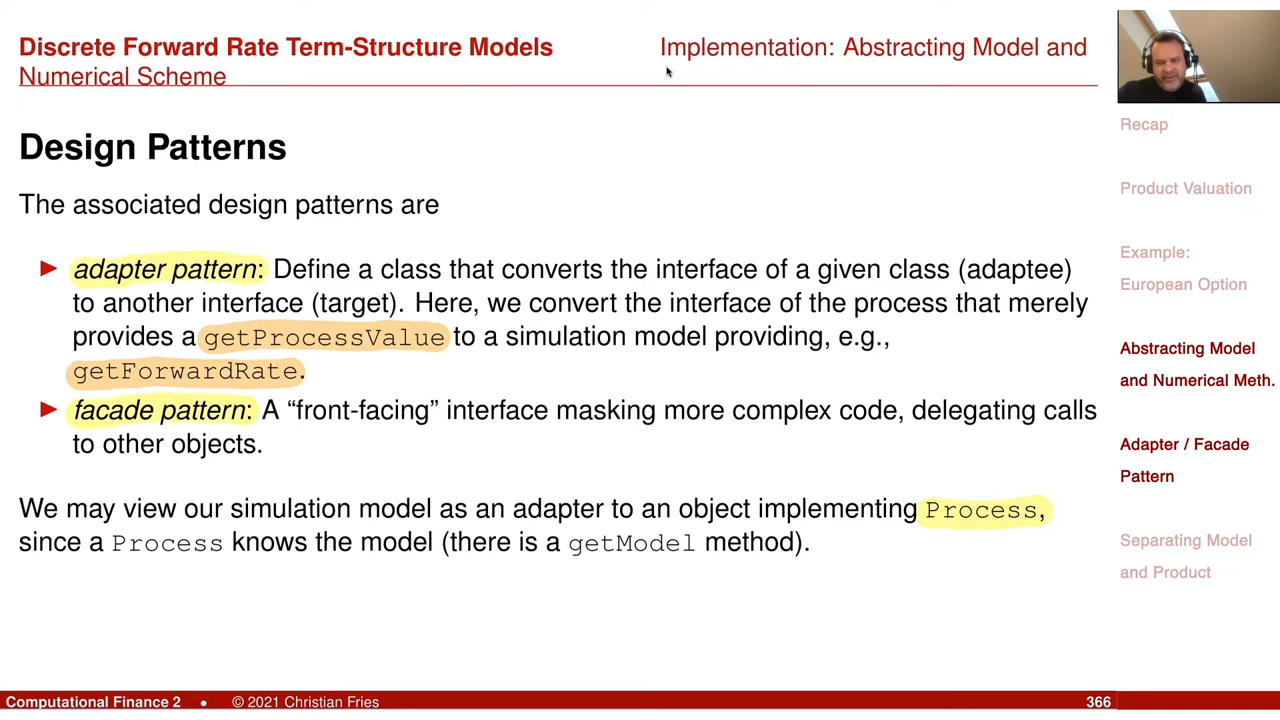 Discrete Forward Rate Term-Structure Models Implementation: Abstracting Model and
Numerical Scheme
Design Patterns
The associated design patterns are
▶ adapter pattern: Define a class that converts the interface of a given class (adaptee)
to another interface (target). Here, we convert the interface of the process that merely
provides a getProcessValue to a simulation model providing, e.g.,
getForwardRate.
▶ facade pattern: A “front-facing” interface masking more complex code, delegating calls
to other objects.
We may view our simulation model as an adapter to an object implementing Process,
since a Process knows the model (there is a getModel method).
Recap
Product Valuation
Example:
European Option
Abstracting Model
and Numerical Meth.
Adapter / Facade
Pattern
Separating Model
and Product
Computational Finance 2 • © 2021 Christian Fries 366